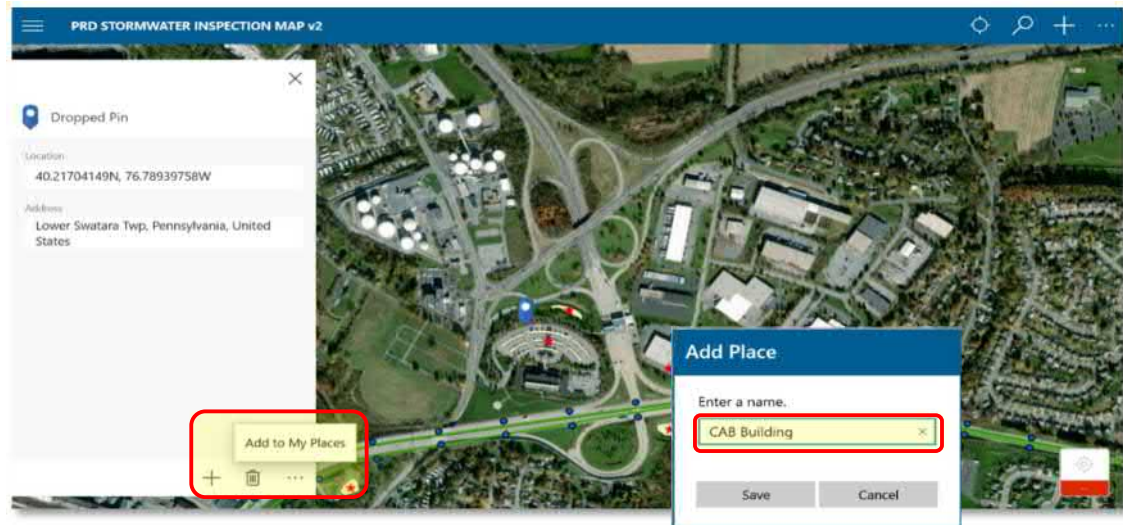 PRD STORMWATER INSPECTION MAP v2
Dropped Pin
Location
40.21704149N, 76.78939758W
Address
Lower Swatara Twp, Pennsylvania, United
States
Add to My Places
Add Place
Enter a name.
CAB Building
Save
Cancel